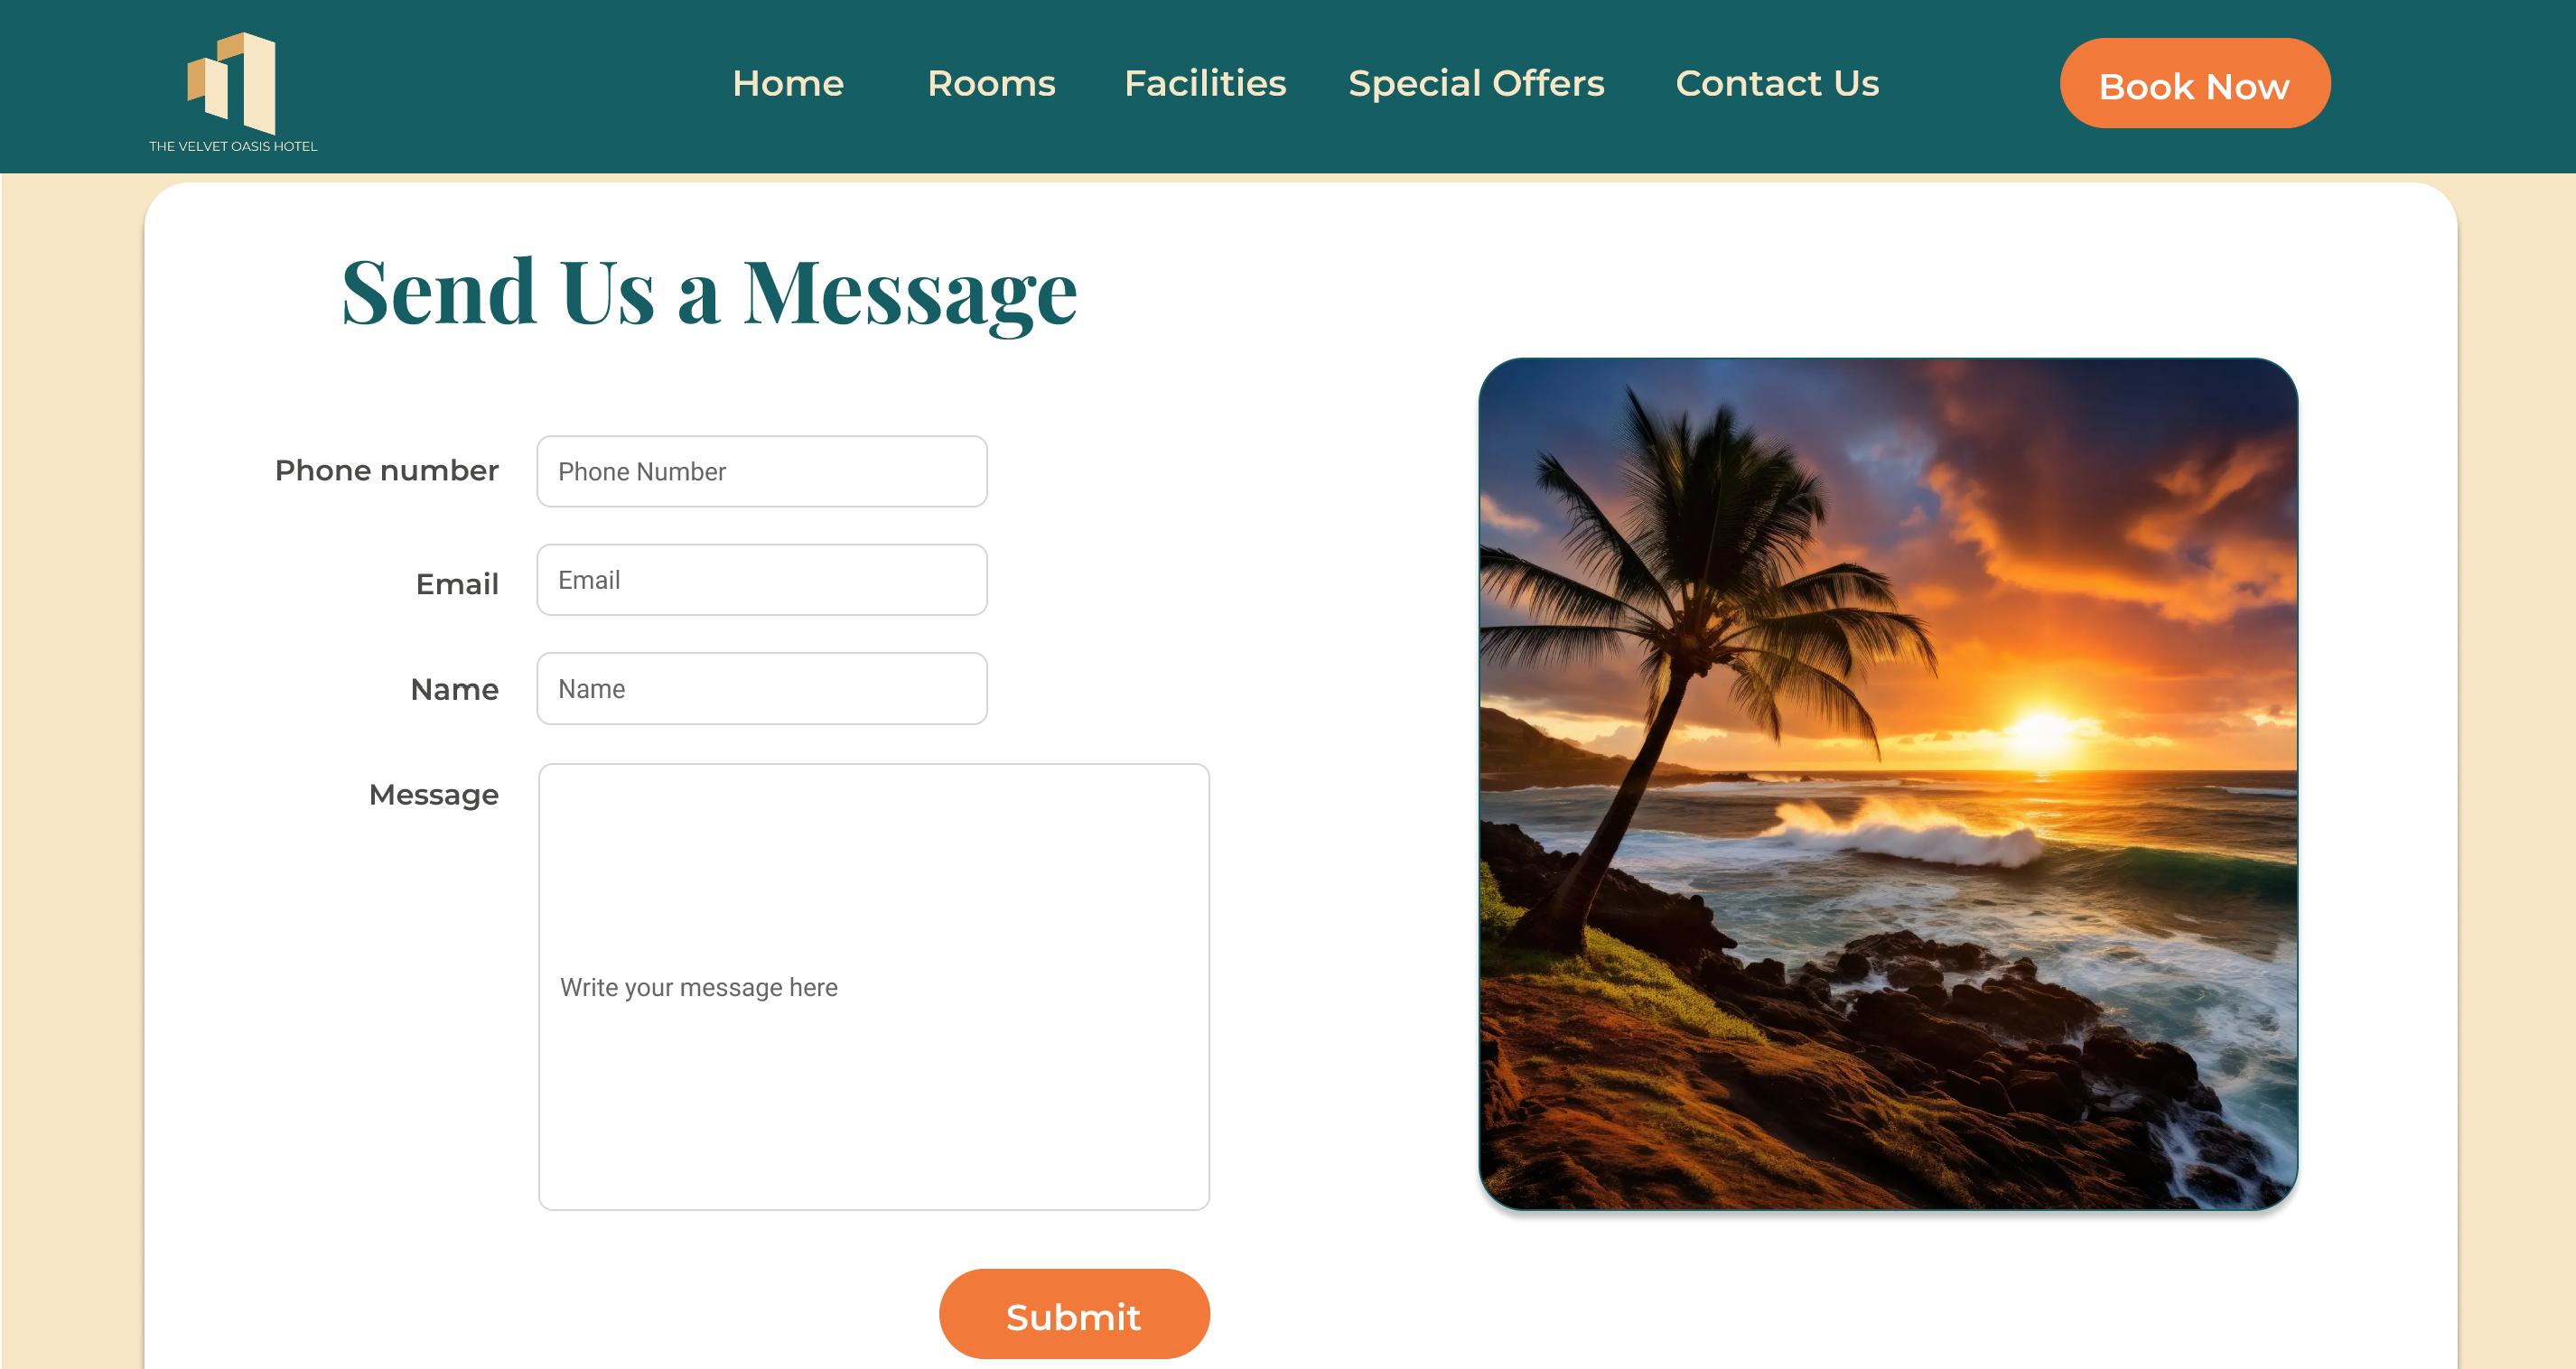 THE VELVET OASIS HOTEL
Home
Rooms
Facilities
Special Offers
Contact Us
Book Now
Send Us a Message
Phone number
Phone Number
Email
Email
Name
Name
Message
Write your message here
Submit